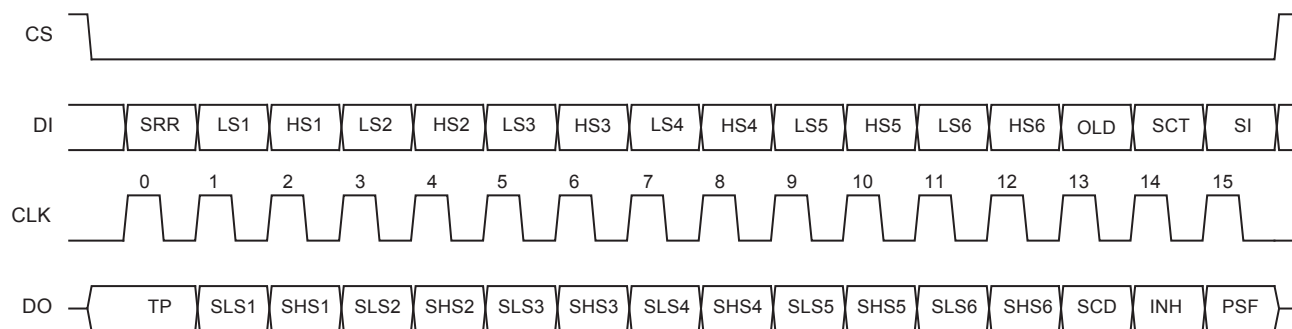 CS
DI SRR LS1 HS1 LS2 HS2 LS3 HS3 LS4 HS4 LS5 HS5 LS6 HS6 OLD SCT SI
0 1 2 3 4 5 6 7 8 9 10 11 12 13 14 15
CLK
DO TP SLS1 SHS1 SLS2 SHS2 SLS3 SHS3 SLS4 SHS4 SLS5 SHS5 SLS6 SHS6 SCD INH PSF